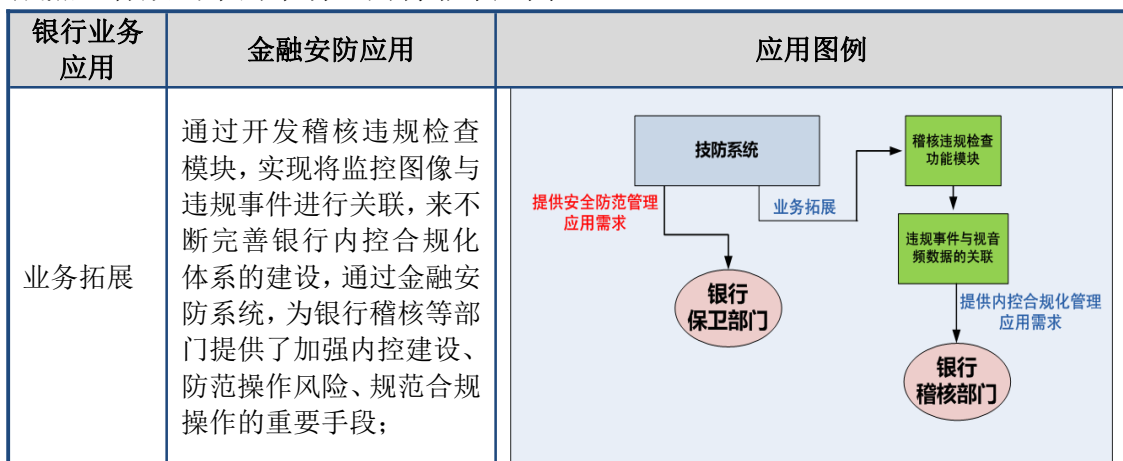 银行业务
应用
金融安防应用
应用图例
业务拓展
通过开发稽核违规检查
模块，实现将监控图像与
违规事件进行关联，来不
断完善银行内控合规化
体系的建设，通过金融安
防系统，为银行稽核等部
门提供了加强内控建设、
防范操作风险、规范合规
操作的重要手段；
技防系统
稽核违规检查
功能模块
提供安全防范管理
应用需求
业务拓展
违规事件与视音
频数据的关联
银行
保卫部门
提供内控合规化管理
应用需求
银行
稽核部门